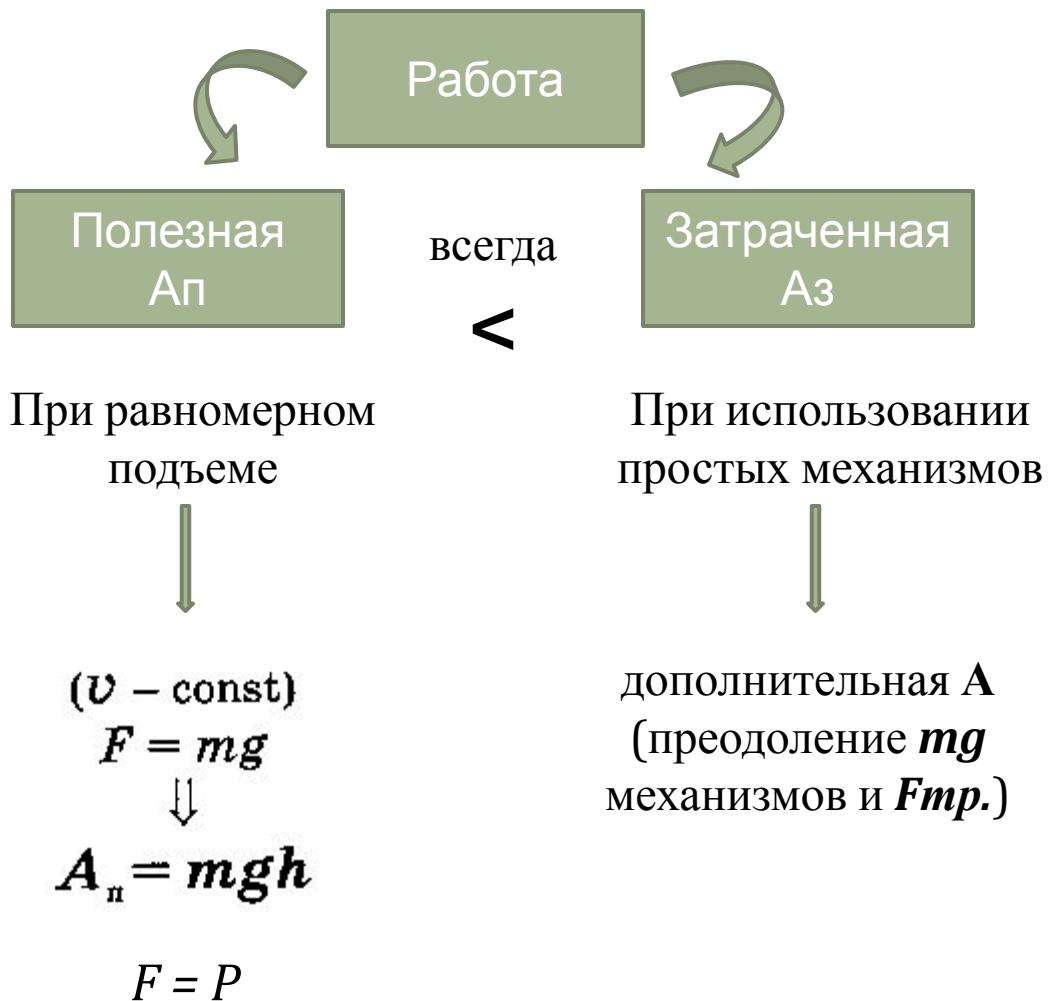 Работа
Полезная
Ап
всегда
<
Затраченная
Аз
При равномерном
подъеме
При использовании
простых механизмов
(υ – const)
F = mg
⇓
Aп = mgh
F = P
дополнительная А
(преодоление mg
механизмов и Fтр.)